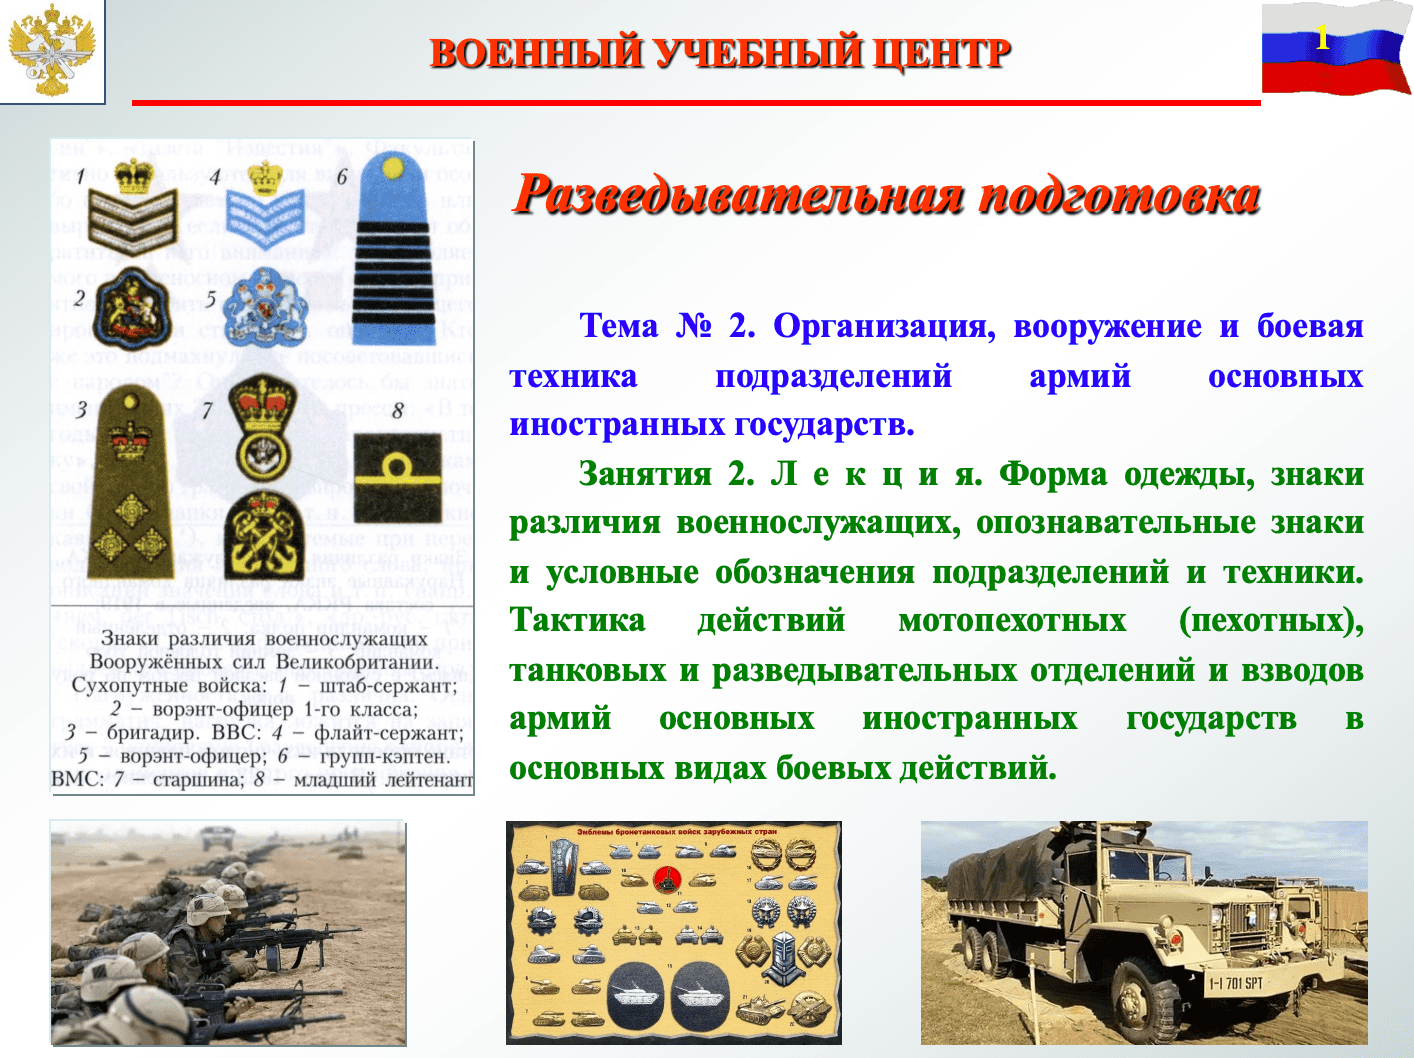 ВОЕННЫЙ УЧЕБНЫЙ ЦЕНТР
1
Разведывательная подготовка
1 4 6
2 5
3 7 8
Знаки различия военнослужащих
Вооружённых сил Великобритании.
Сухопутные войска: 1 – штаб-сержант;
2 – ворэнт-офицер 1-го класса;
3 – бригадир. ВВС: 4 – флайт-сержант;
5 – ворэнт-офицер; 6 – групп-кэптен.
ВМС: 7 – старшина; 8 – младший лейтенант
Тема № 2. Организация, вооружение и боевая
техника подразделений армий основных
иностранных государств.
Занятия 2. Л е к ц и я. Форма одежды, знаки
различия военнослужащих, опознавательные знаки
и условные обозначения подразделений и техники.
Тактика действий мотопехотных (пехотных),
танковых и разведывательных отделений и взводов
армий основных иностранных государств в
основных видах боевых действий.
Эмблемы бронетанковых войск зарубежных стран
1-I 701 SPT